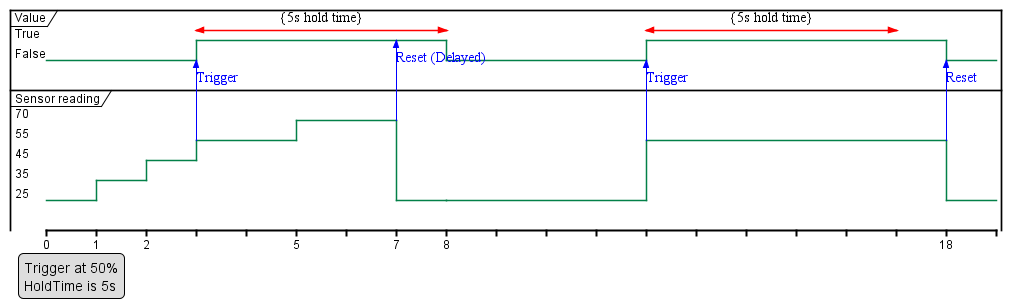 Value
{5s hold time}
{5s hold time}
True
False
Reset (Delayed)
Trigger
Trigger
Reset
Sensor reading
70
55
45
35
25
0 1 2 5 7 8 18
Trigger at 50%
HoldTime is 5s